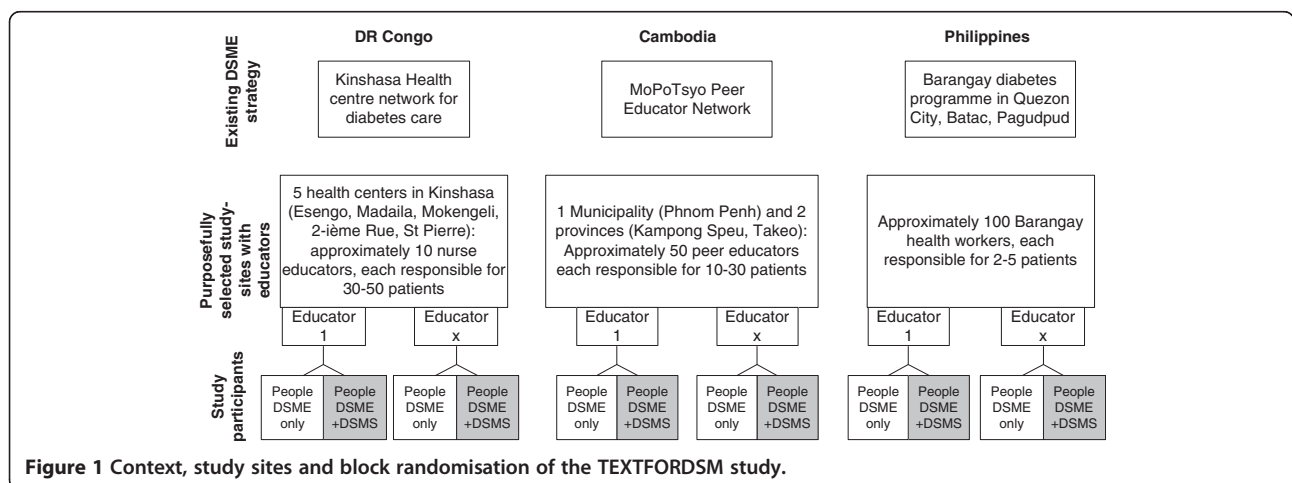 DR Congo
Cambodia
Philippines
Existing DSME
strategy
Kinshasa Health
centre network for
diabetes care
MoPoTsyo Peer
Educator Network
Barangay diabetes
programme in Quezon
City, Batac, Pagudpud
Purposefully
selected study-
sites with
educators
5 health centers in Kinshasa
(Esengo, Madaila, Mokengeli,
2-ième Rue, St Pierre):
approximately 10 nurse
educators, each responsible for
30-50 patients
1 Municipality (Phnom Penh) and 2
provinces (Kampong Speu, Takeo):
Approximately 50 peer educators
each responsible for 10-30 patients
Approximately 100 Barangay
health workers, each
responsible for 2-5 patients
Educator
1
Educator
x
Educator
1
Educator
x
Educator
1
Educator
x
Study
participants
People
DSME
only
People
DSME
+DSMS
People
DSME
only
People
DSME
+DSMS
People
DSME
only
People
DSME
+DSMS
People
DSME
only
People
DSME
+DSMS
People
DSME
only
People
DSME
+DSMS
People
DSME
only
People
DSME
+DSMS
Figure 1 Context, study sites and block randomisation of the TEXTFORDSM study.